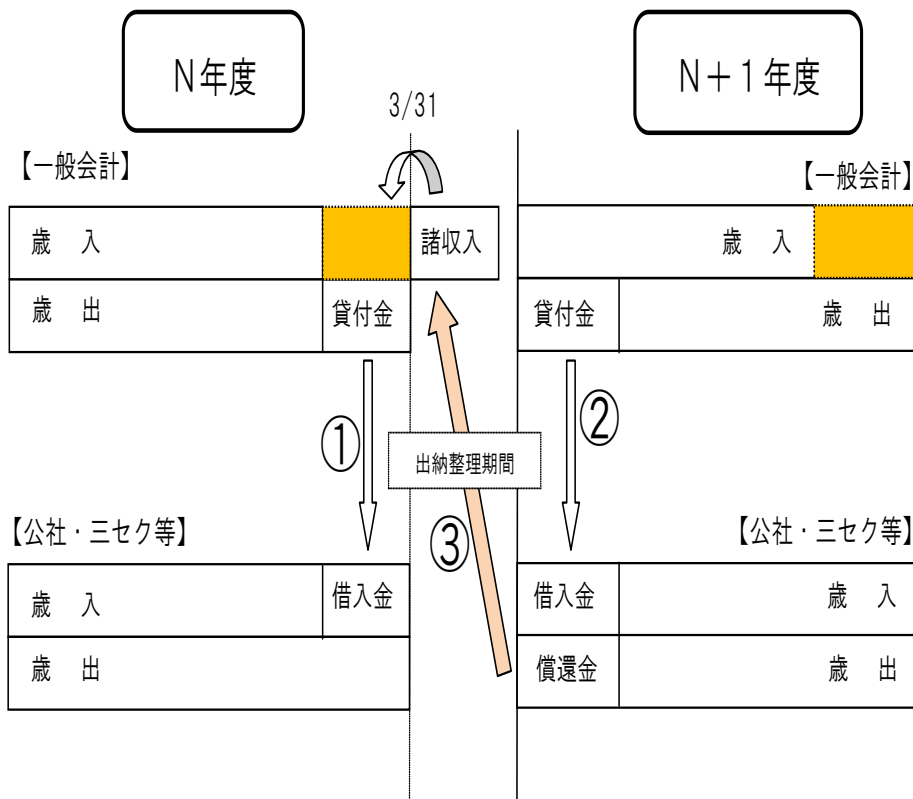 N年度
N+1年度
3/31
【一般会計】
【一般会計】
歳 入
諸収入
歳 入
歳 出
貸付金
貸付金
歳 出
①
②
出納整理期間
③
【公社・三セク等】
【公社・三セク等】
歳 入
借入金
借入金
歳 入
歳 出
償還金
歳 出